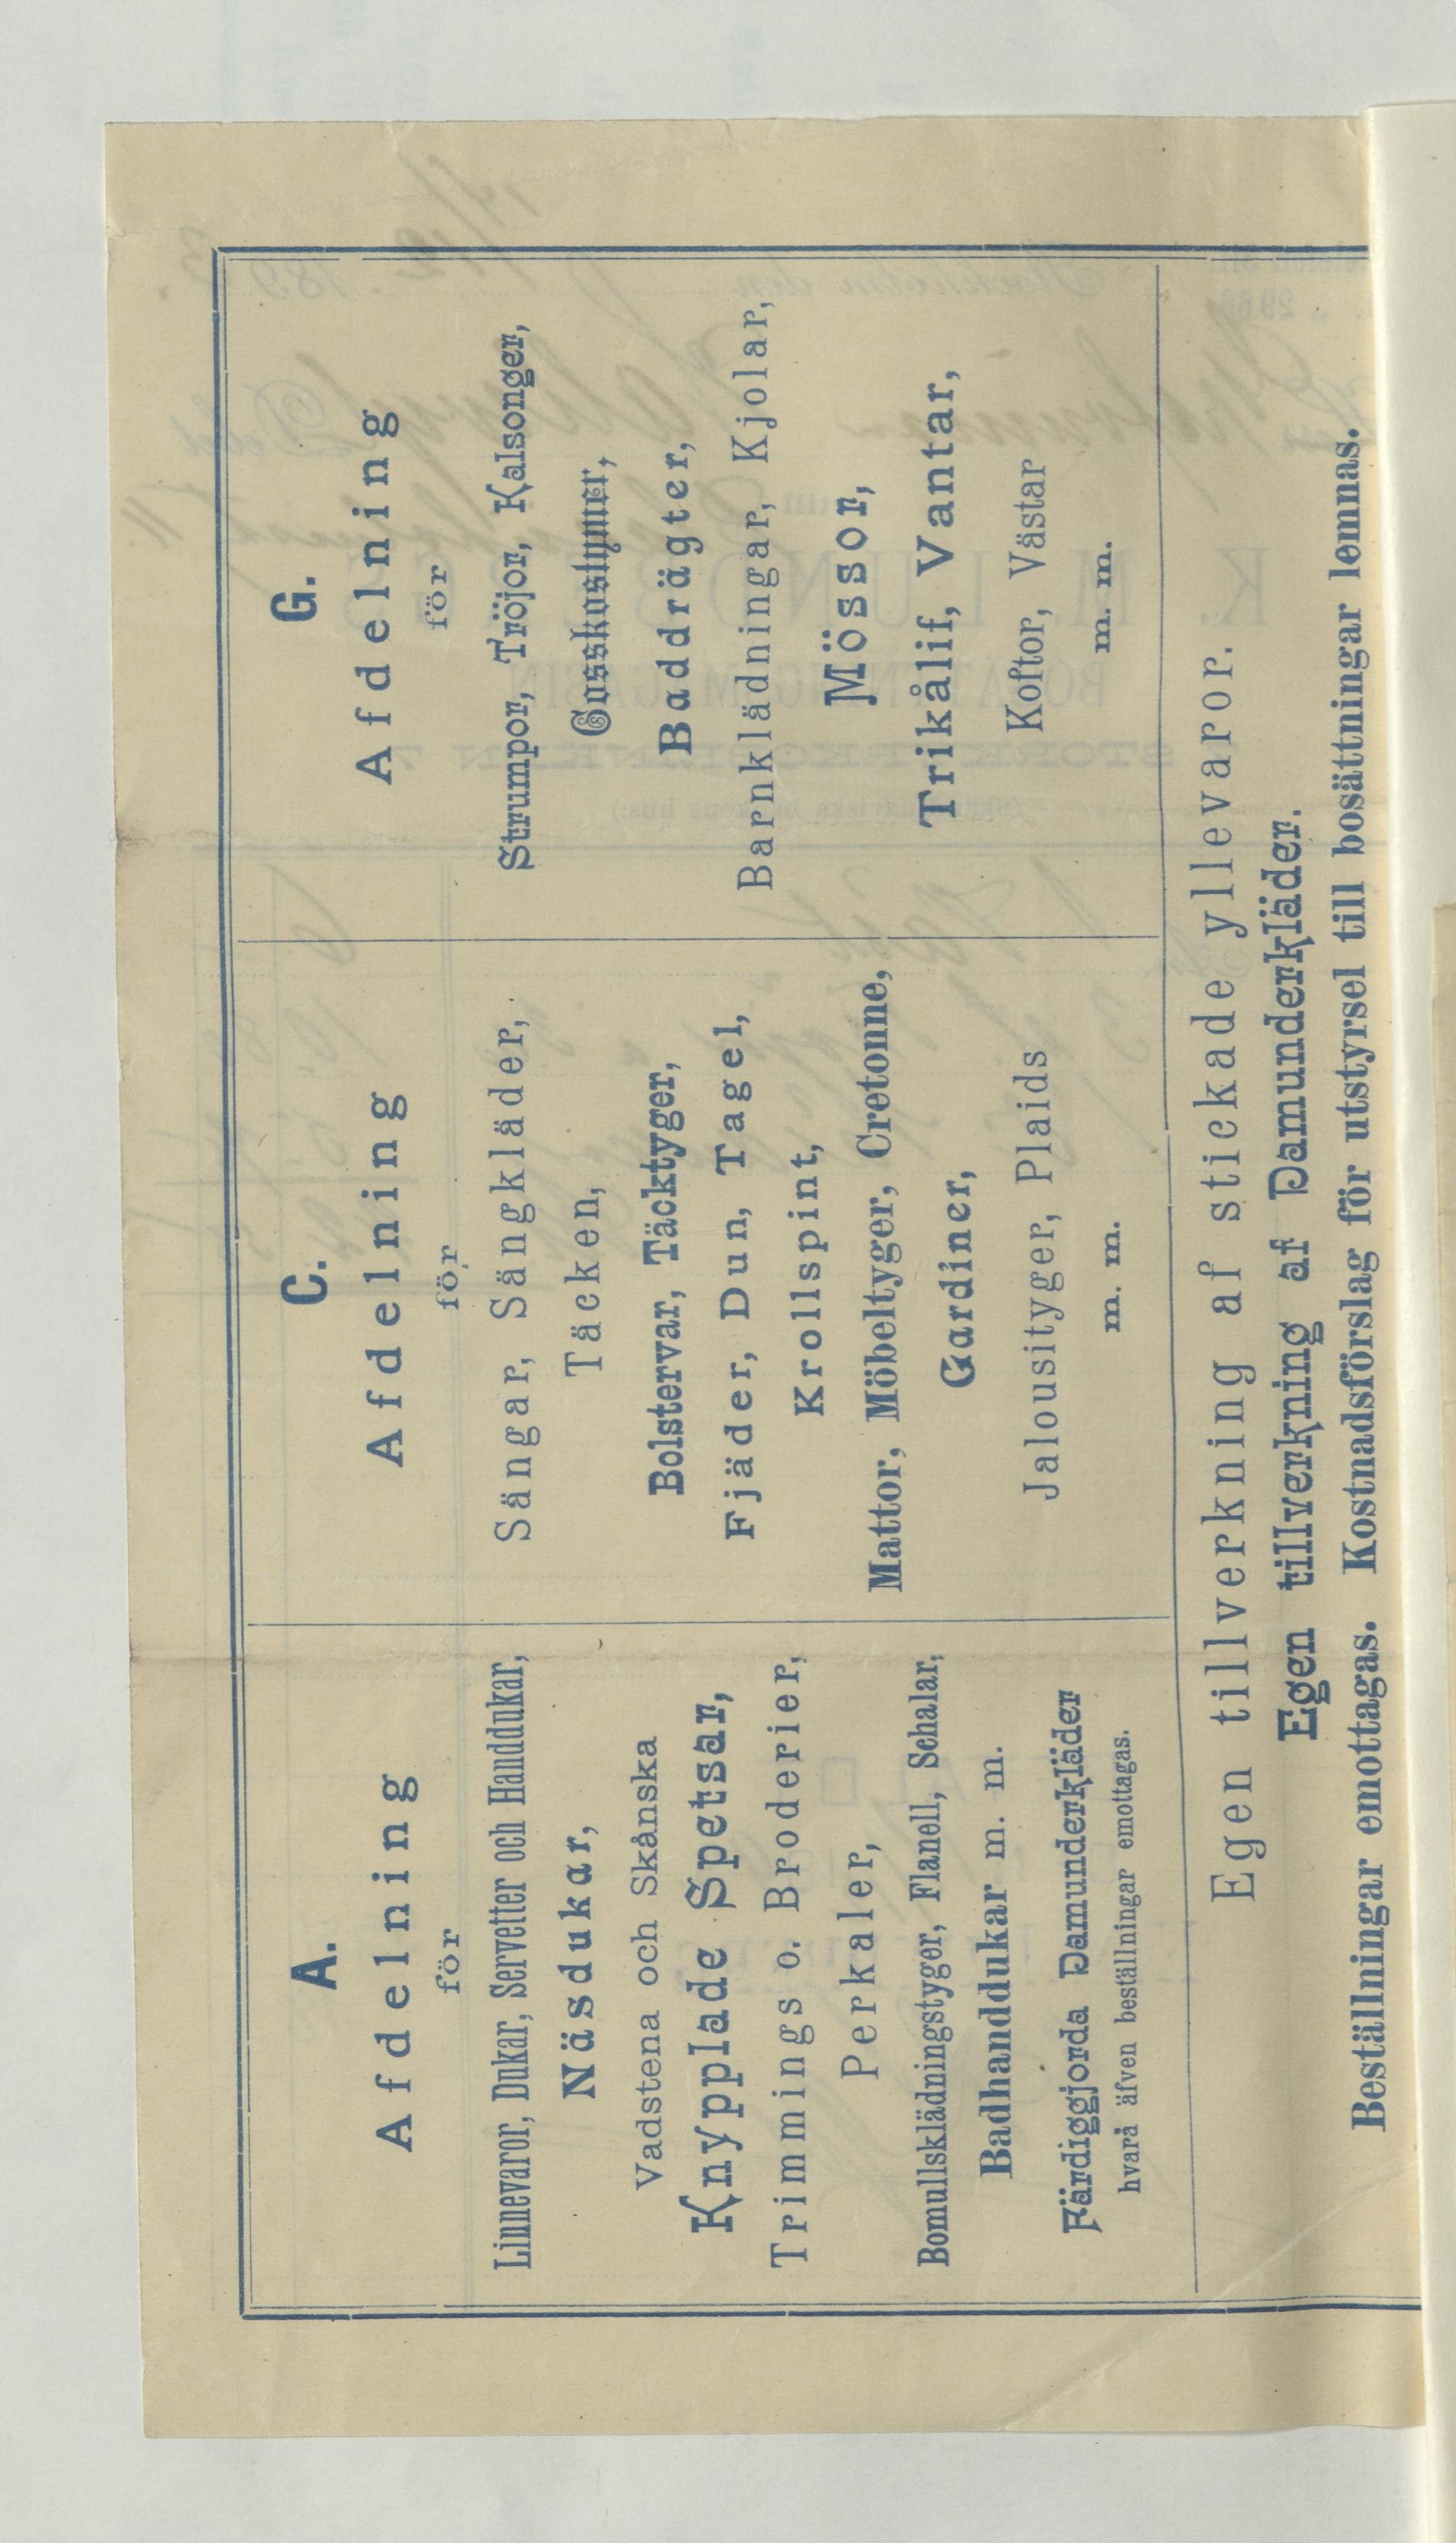 A.
Afdelning
för
Linnevaror, Dukar, Servetter och Handdukar,
Näsdukar,
Vadstena och Skånska
Knypplade Spetsar,
Trimmings o. Broderier,
Perkaler,
Bomullsklädningstyger, Flanell, Schalar,
Badhanddukar m. m.
Färdiggjorda Damunderkläder
hvarå äfven beställningar emottagas.
C.
Afdelning
för
Sängar, Sängkläder,
Täcken,
Bolstervar, Täcktyger,
Fjäder, Dun, Tagel,
Krollspint,
Mattor, Möbeltyger, Cretonne,
Gardiner,
Jalousityger, Plaids
m. m.
G.
Afdelning
för
Strumpor, Tröjor, Kalsonger,
Gosskostymer,
Baddrägter,
Barnklädningar, Kjolar,
Mössor,
Trikålif, Vantar,
Koftor, Västar
m. m.
Egen tillverkning af stickade yllevaror.
Egen tillverkning af Damunderkläder.
Beställningar emottagas. Kostnadsförslag för utstyrsel till bosättningar lemnas.